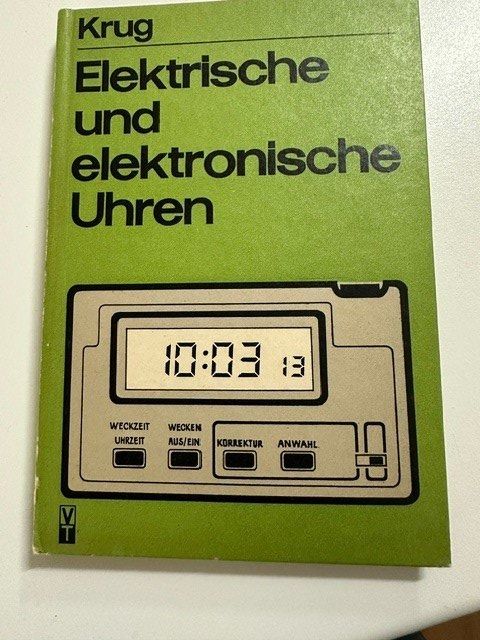 Krug
Elektrische
und
elektronische
Uhren
10:03 13
WECKZEIT WECKEN
UHRZEIT AUS/EIN KORREKTUR ANWAHL
VT